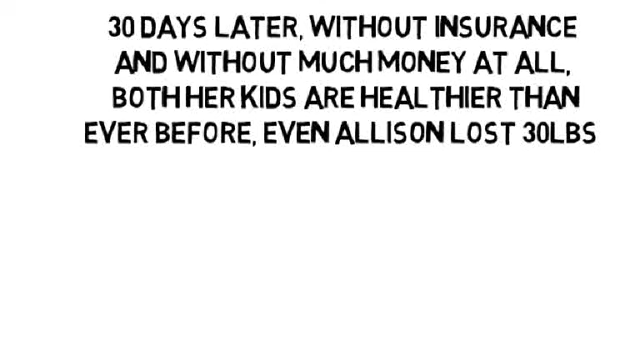 30 DAYS LATER, WITHOUT INSURANCE
AND WITHOUT MUCH MONEY AT ALL,
BOTH HER KIDS ARE HEALTHIER THAN
EVER BEFORE, EVEN ALLISON LOST 30LBS